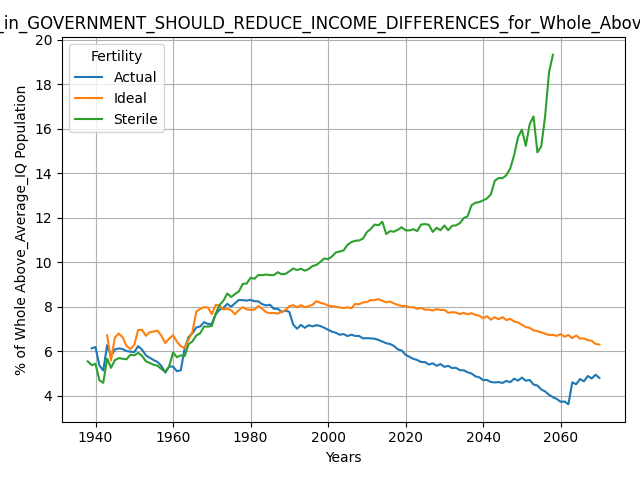 _in_GOVERNMENT_SHOULD_REDUCE_INCOME_DIFFERENCES_for_Whole_Abov
20
18
16
14
12
10
8
6
4
% of Whole Above_Average_IQ Population
Fertility
Actual
Ideal
Sterile
1940
1960
1980
2000
2020
2040
2060
Years